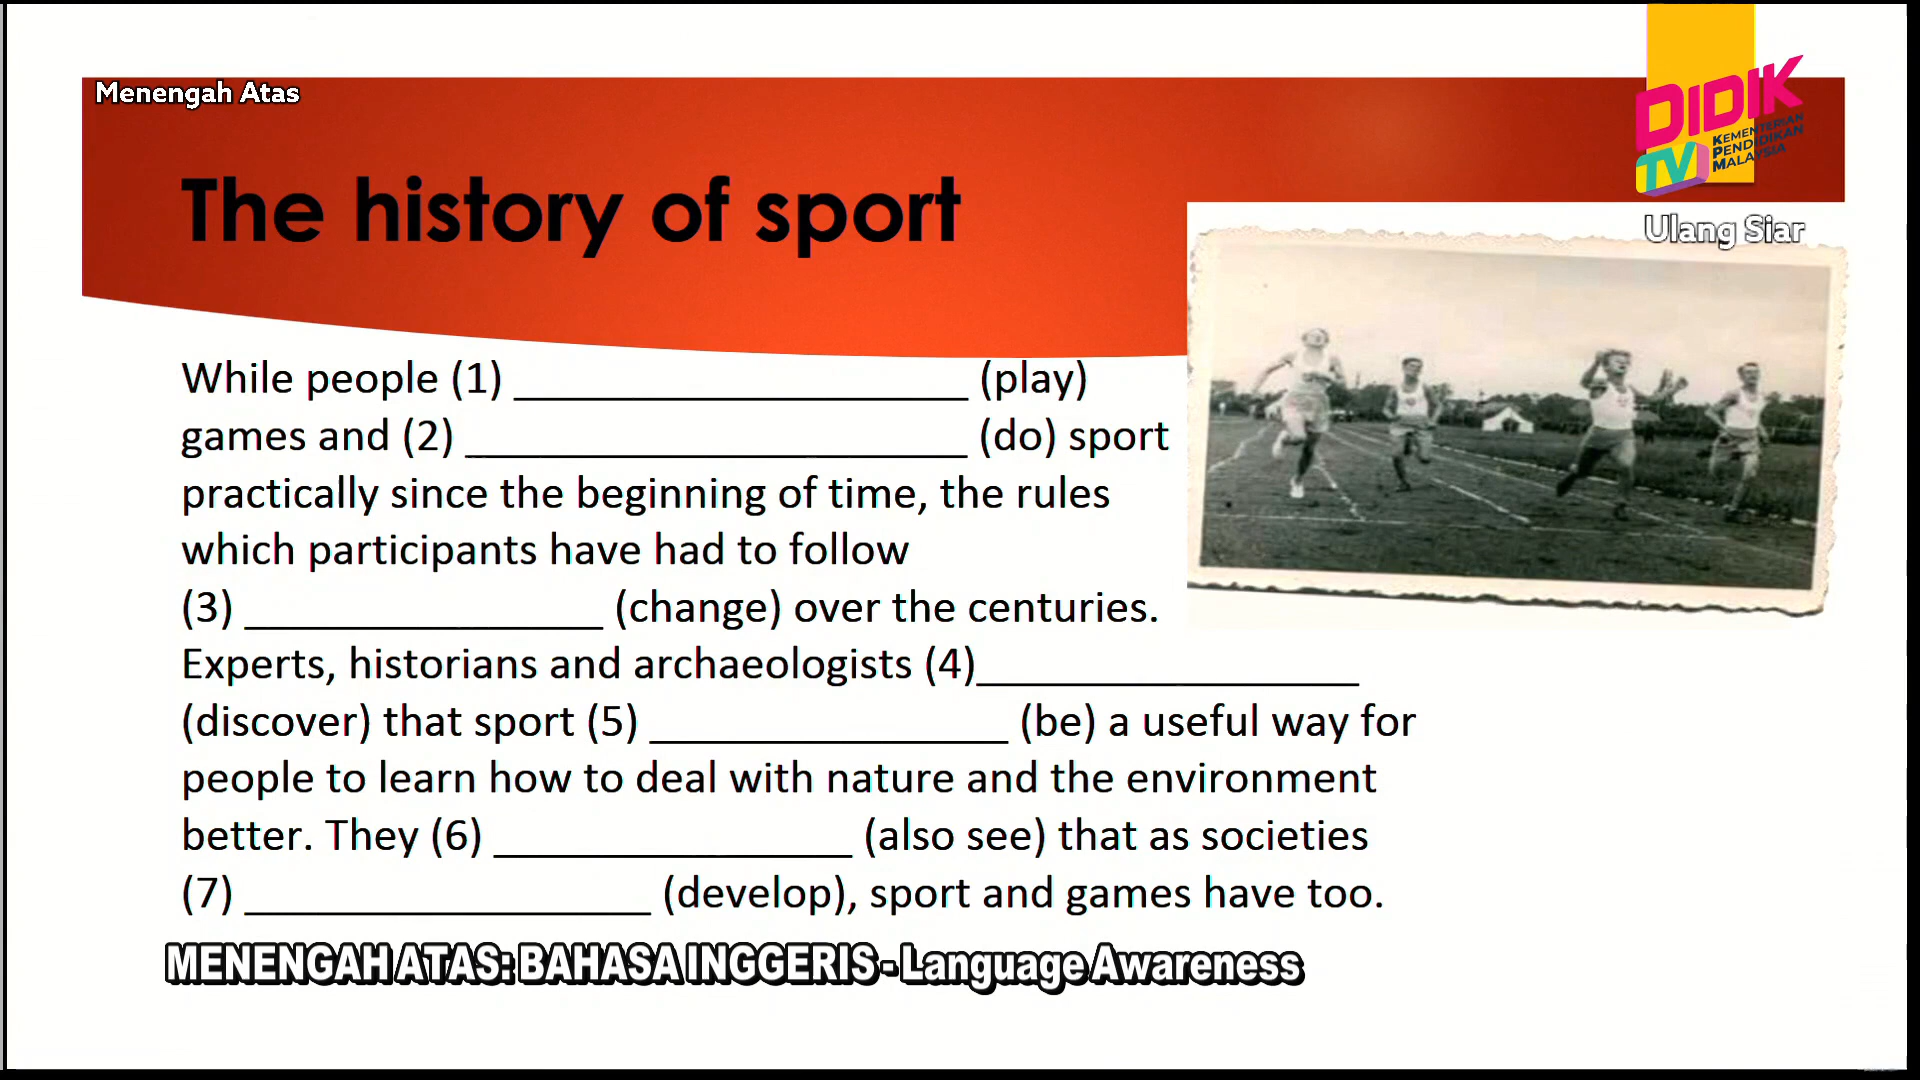 Menengah Atas
DIDIK
TV
KEMENTERIAN
PENDIDIKAN
MALAYSIA
Ulang Siar
The history of sport
While people (1) ___________________ (play)
games and (2) _____________________ (do) sport
practically since the beginning of time, the rules
which participants have had to follow
(3) _______________ (change) over the centuries.
Experts, historians and archaeologists (4)________________
(discover) that sport (5) _______________ (be) a useful way for
people to learn how to deal with nature and the environment
better. They (6) _______________ (also see) that as societies
(7) _________________ (develop), sport and games have too.
MENENGAH ATAS: BAHASA INGGERIS - Language Awareness